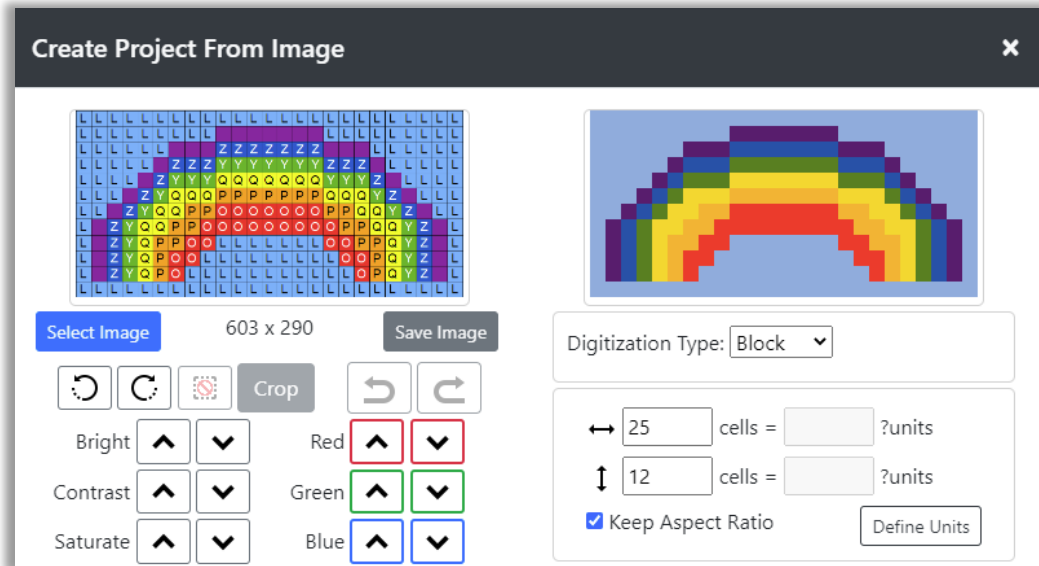 Create Project From Image
L L L L L L L L L L L L L L L L L L L L L L L L L
L L L L L L L L L L L L L L L L L L
L L L L L L Z Z Z Z Z Z Z L L L L L L
L L L L L Z Z Z Y Y Y Y Y Y Y Z Z Z L L L L L
L L L L Z Y Y Y Q Q Q Q Q Q Q Y Y Y Z L L L L
L L L Z Y Q Q Q P P P P P P P Q Q Q Y Z L L L
L L Z Y Q Q P P O O O O O O O P P Q Q Y Z L L
L Z Y Q Q P P O O O O O O O O O P P Q Q Y Z L
L Z Y Q P P O O L L L L L L L O O P P Q Y Z L
L Z Y Q P O O L L L L L L L L L O O P Q Y Z L
L Z Y Q P O L L L L L L L L L L L O P Q Y Z L
L L L L L L L L L L L L L L L L L L L L L L L L L
Select Image
603 x 290
Save Image
Crop
Bright
Red
Contrast
Green
Saturate
Blue
Digitization Type: Block
25 cells = ?units
12 cells = ?units
Keep Aspect Ratio
Define Units